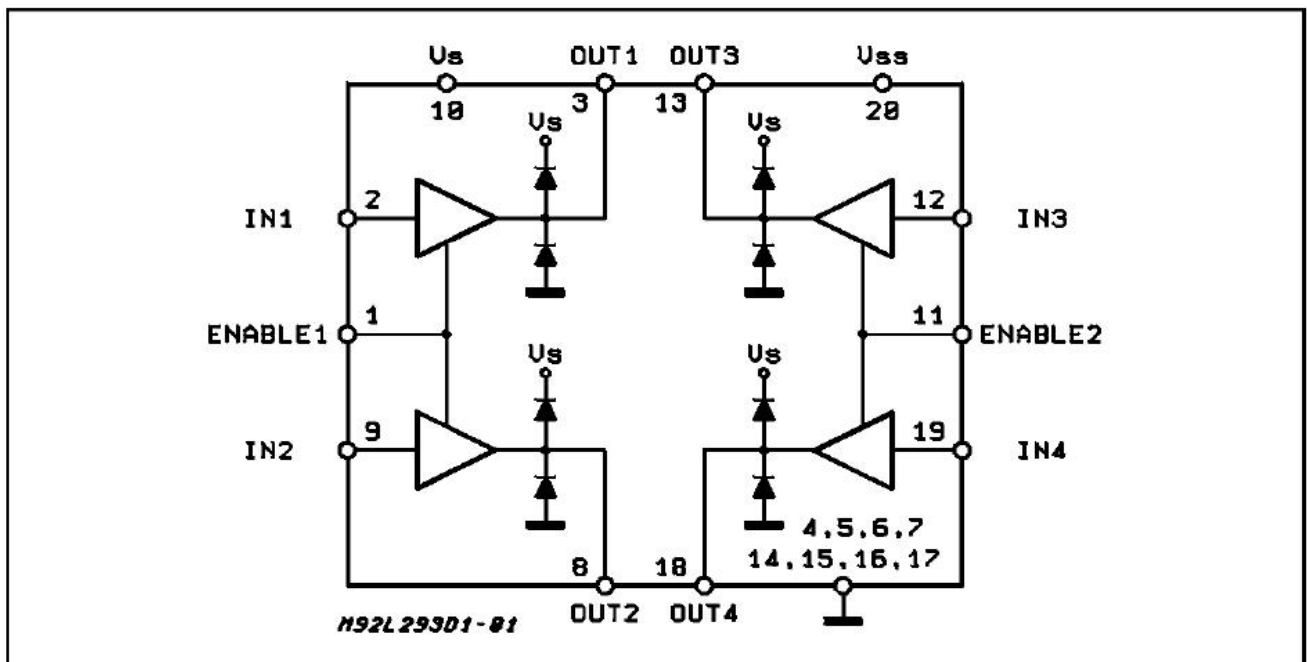 Vs OUT1 OUT3 Vss
10 3 13 20
Vs Vs
IN1 2 12 IN3
ENABLE1 1 11 ENABLE2
Vs Vs
IN2 9 19 IN4
4,5,6,7
8 18 14,15,16,17
OUT2 OUT4
M92L293D1-01